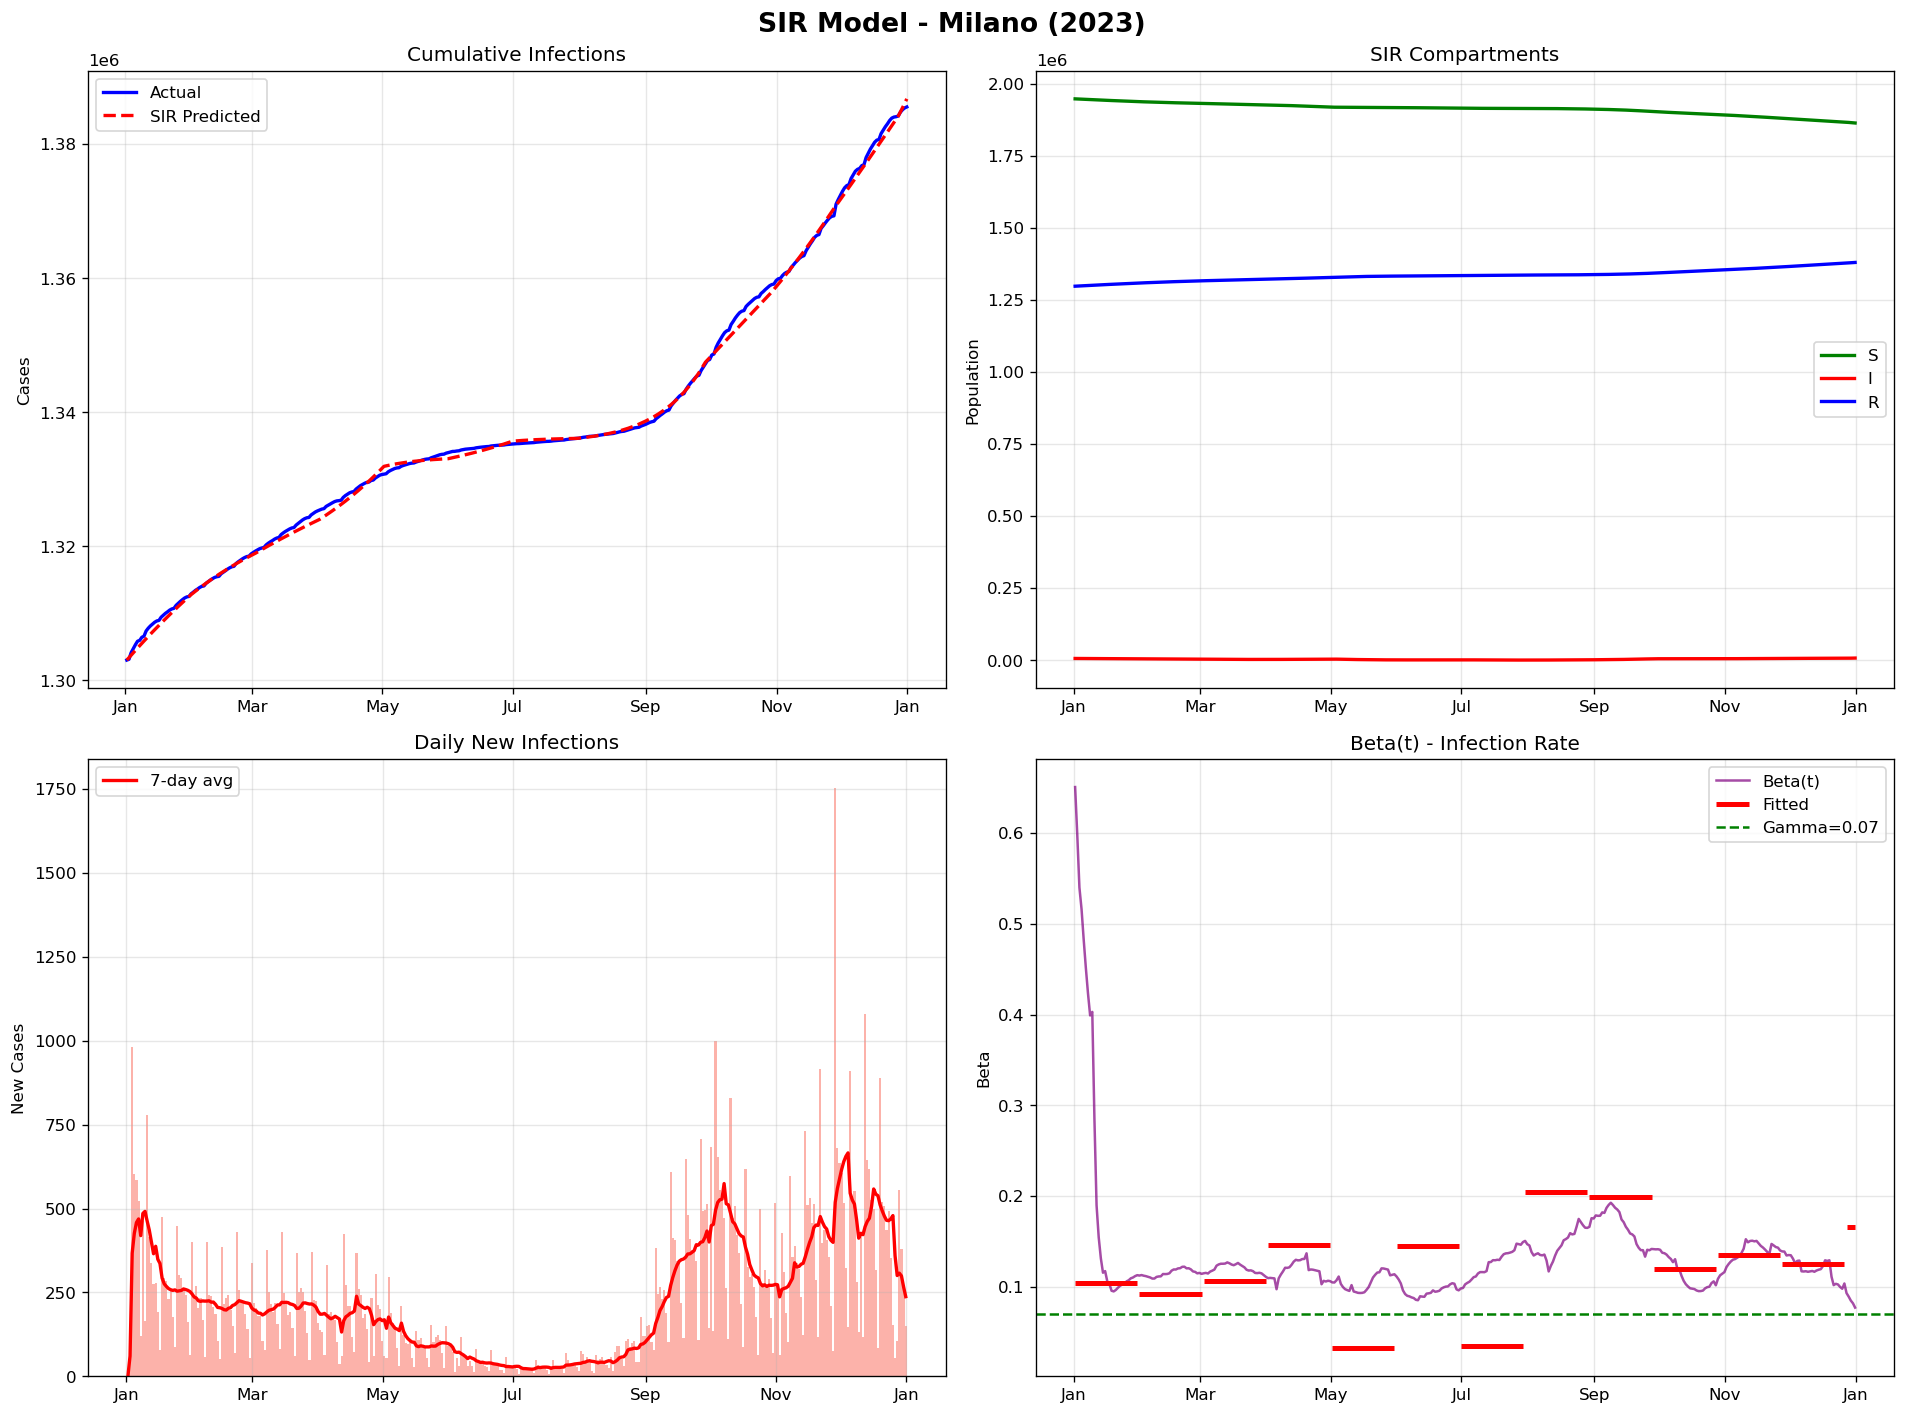 SIR Model - Milano (2023)
Cumulative Infections
1e6
Actual
SIR Predicted
1.38
1.36
1.34
1.32
1.30
Cases
Jan Mar May Jul Sep Nov Jan
SIR Compartments
1e6
2.00
1.75
1.50
1.25
1.00
0.75
0.50
0.25
0.00
Population
S
I
R
Jan Mar May Jul Sep Nov Jan
Daily New Infections
7-day avg
1750
1500
1250
1000
750
500
250
0
New Cases
Jan Mar May Jul Sep Nov Jan
Beta(t) - Infection Rate
Beta(t)
Fitted
Gamma=0.07
0.6
0.5
0.4
0.3
0.2
0.1
Beta
Jan Mar May Jul Sep Nov Jan